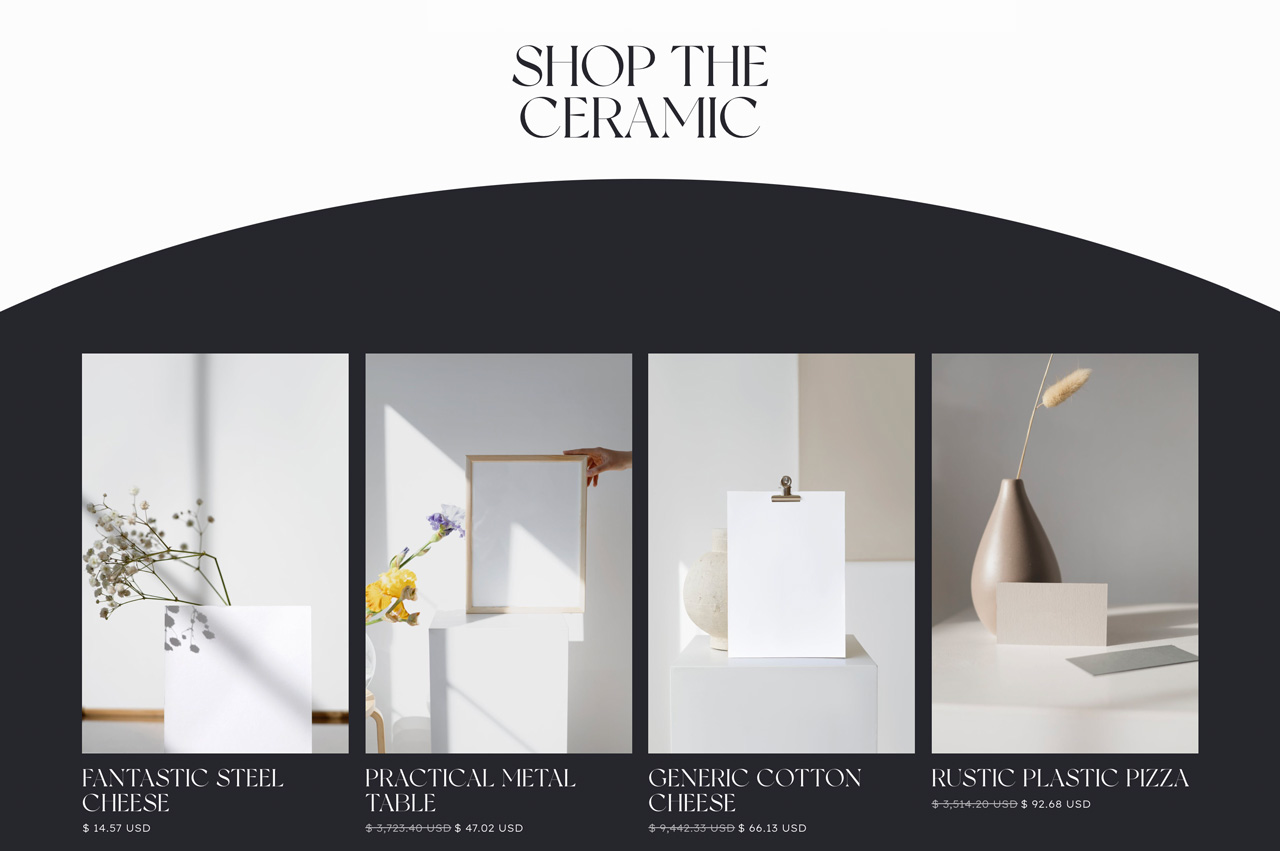 SHOP THE
CERAMIC
FANTASTIC STEEL
CHEESE
$ 14.57 USD
PRACTICAL METAL
TABLE
$ 3,723.40 USD $ 47.02 USD
GENERIC COTTON
CHEESE
$ 9,442.33 USD $ 66.13 USD
RUSTIC PLASTIC PIZZA
$ 3,514.20 USD $ 92.68 USD